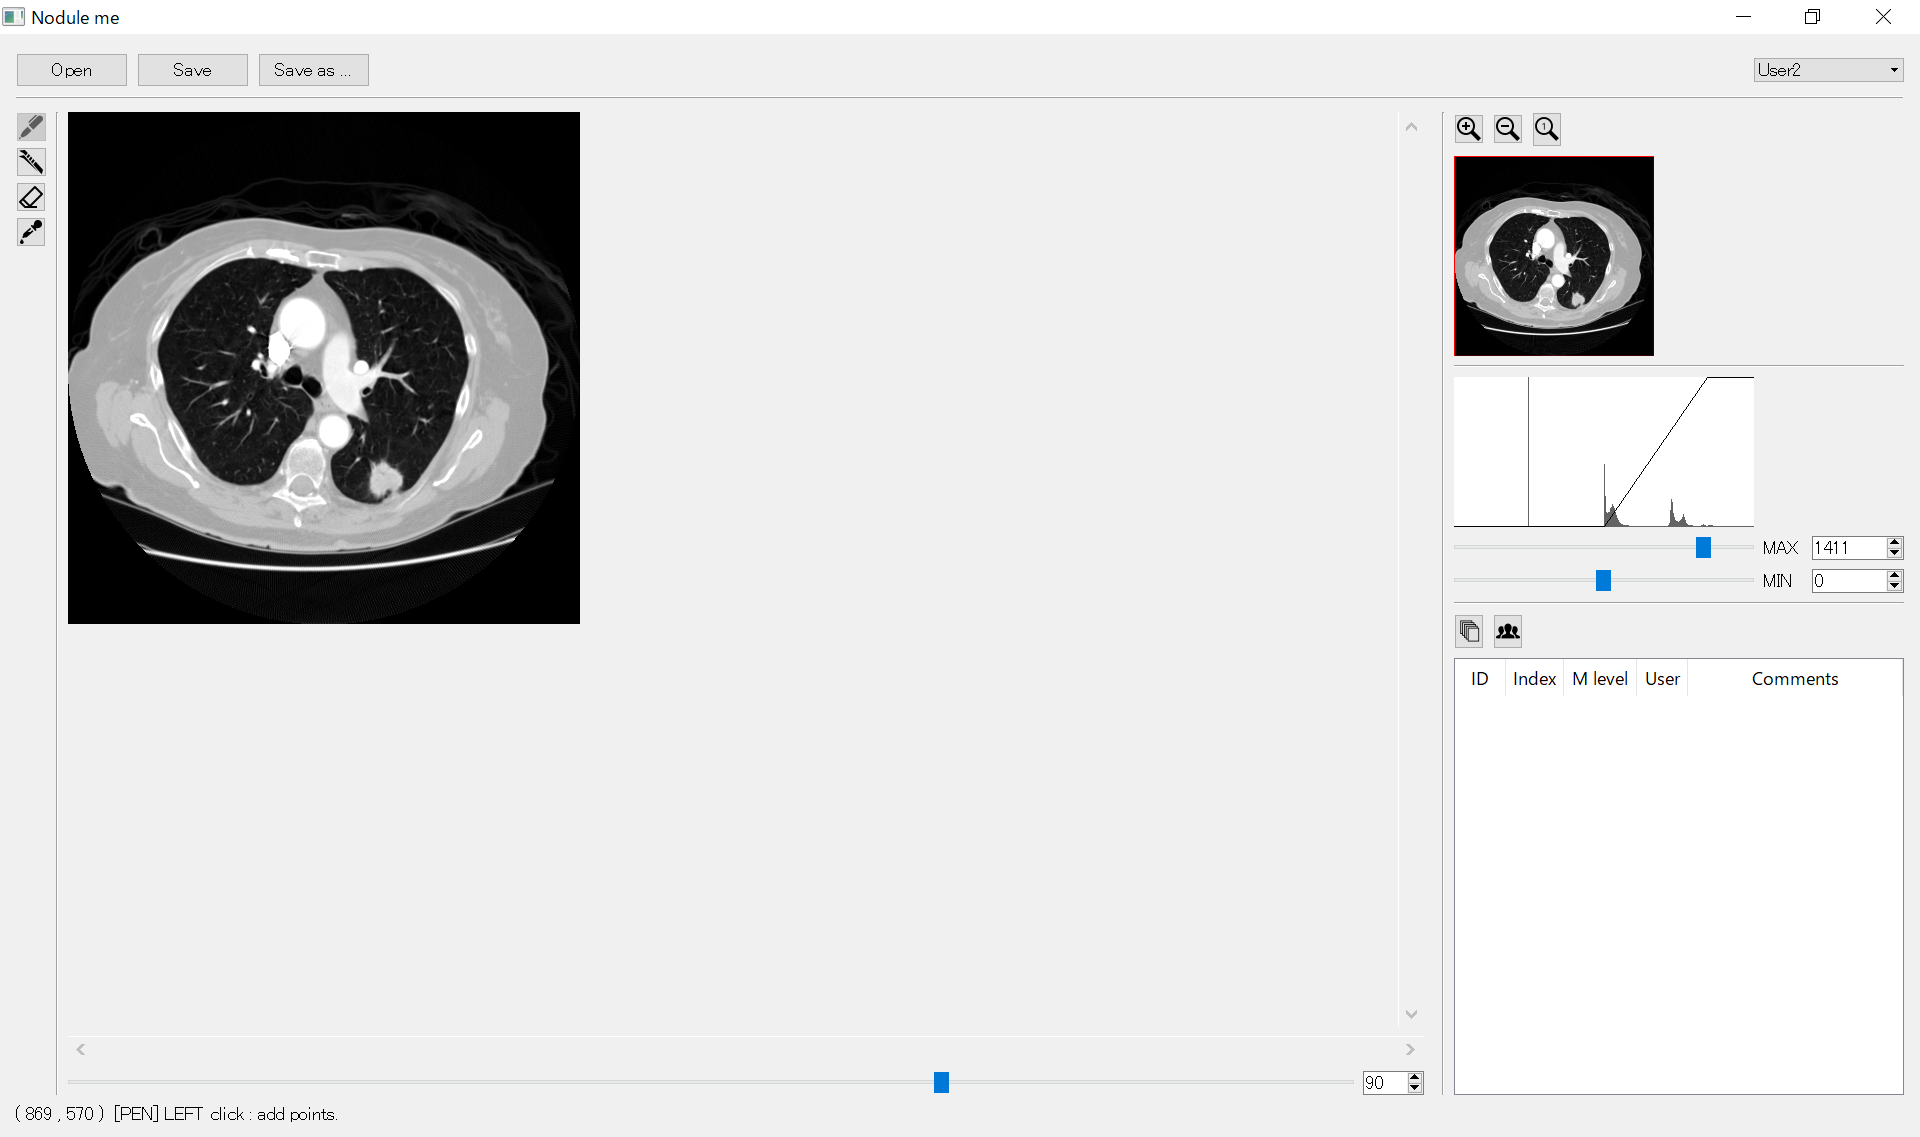 Nodule me
Open Save Save as ... User2
1
MAX 1411
MIN 0
ID Index M level User Comments
90
( 869 , 570 ) [PEN] LEFT click : add points.